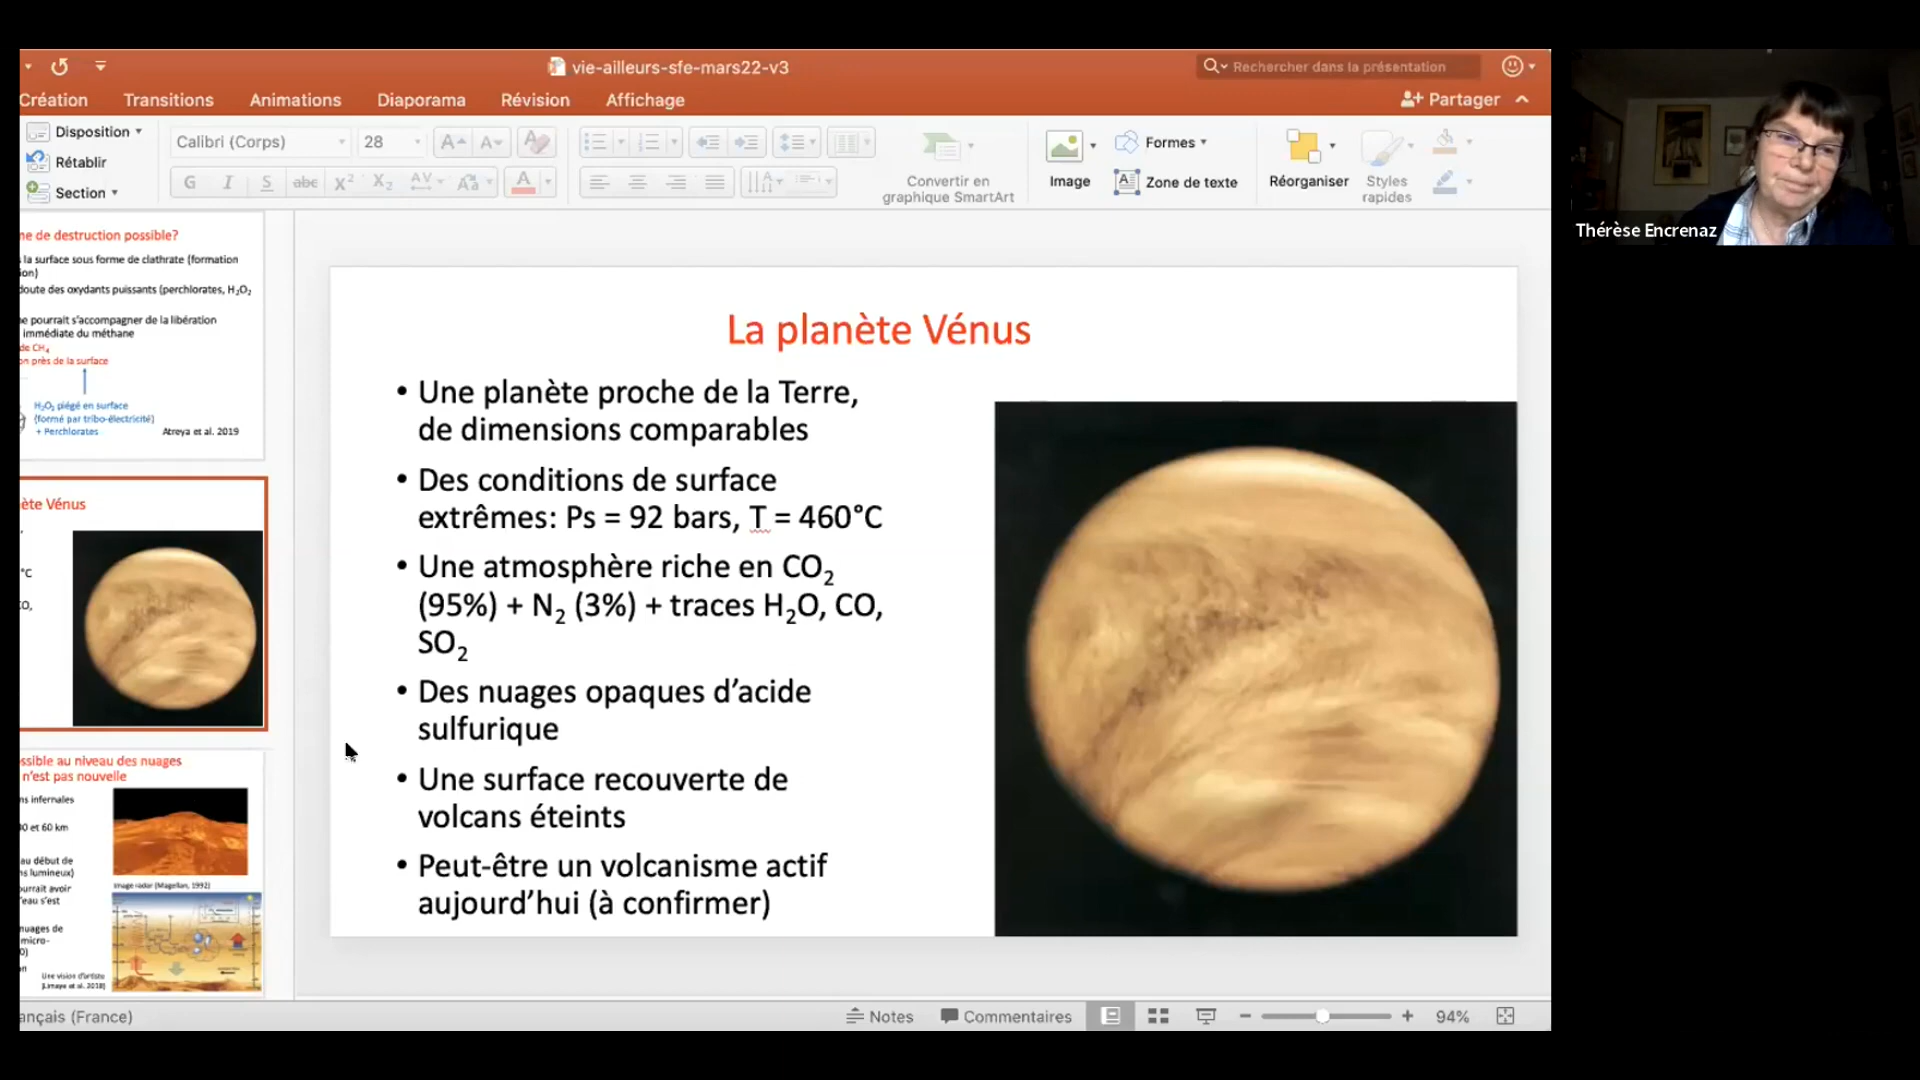 vie-ailleurs-sfe-mars22-v3
Rechercher dans la présentation
Création Transitions Animations Diaporama Révision Affichage
Partager
Disposition
Rétablir
Section
Calibri (Corps) 28
G I S abc X² X₂ AV Aa A
Convertir en
graphique SmartArt
Image
Formes
Zone de texte
Réorganiser
Styles
rapides
Thérèse Encrenaz
ne de destruction possible?
la surface sous forme de clathrate (formation
ion)
doute des oxydants puissants (perchlorates, H₂O₂
e pourrait s'accompagner de la libération
immédiate du méthane
de CH₄
on près de la surface
H₂O₂ piégé en surface
(formé par tribo-électricité)
+ Perchlorates
Atreya et al. 2019
ète Vénus
°C
ssible au niveau des nuages
n'est pas nouvelle
ns infernales
0 et 60 km
au début de
ns lumineux)
urrait avoir
'eau s'est
nuages de
micro-
Image radar (Magellan, 1992)
Une vision d'artiste
(Limaye et al. 2018)
La planète Vénus
• Une planète proche de la Terre,
de dimensions comparables
• Des conditions de surface
extrêmes: Ps = 92 bars, T = 460°C
• Une atmosphère riche en CO₂
(95%) + N₂ (3%) + traces H₂O, CO,
SO₂
• Des nuages opaques d'acide
sulfurique
• Une surface recouverte de
volcans éteints
• Peut-être un volcanisme actif
aujourd'hui (à confirmer)
ançais (France)
Notes
Commentaires
94%